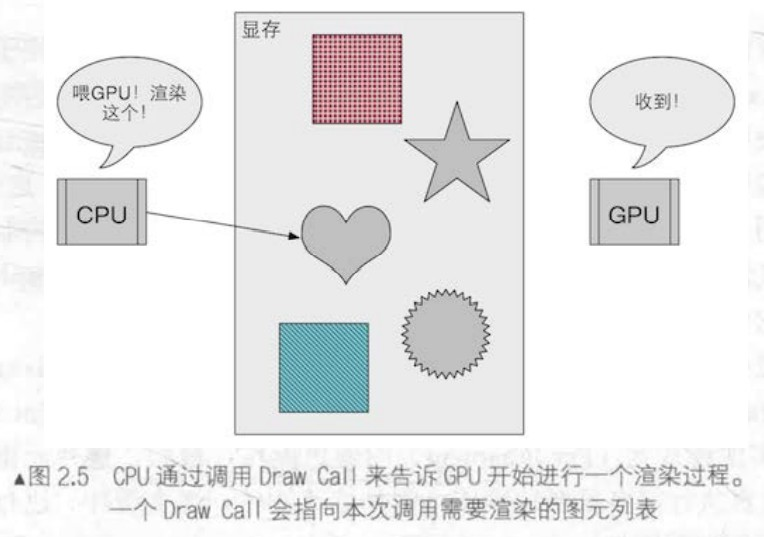 显存
喂GPU！渲染
这个！
收到！
CPU
GPU
▲图 2.5 CPU 通过调用 Draw Call 来告诉 GPU 开始进行一个渲染过程。
一个 Draw Call 会指向本次调用需要渲染的图元列表